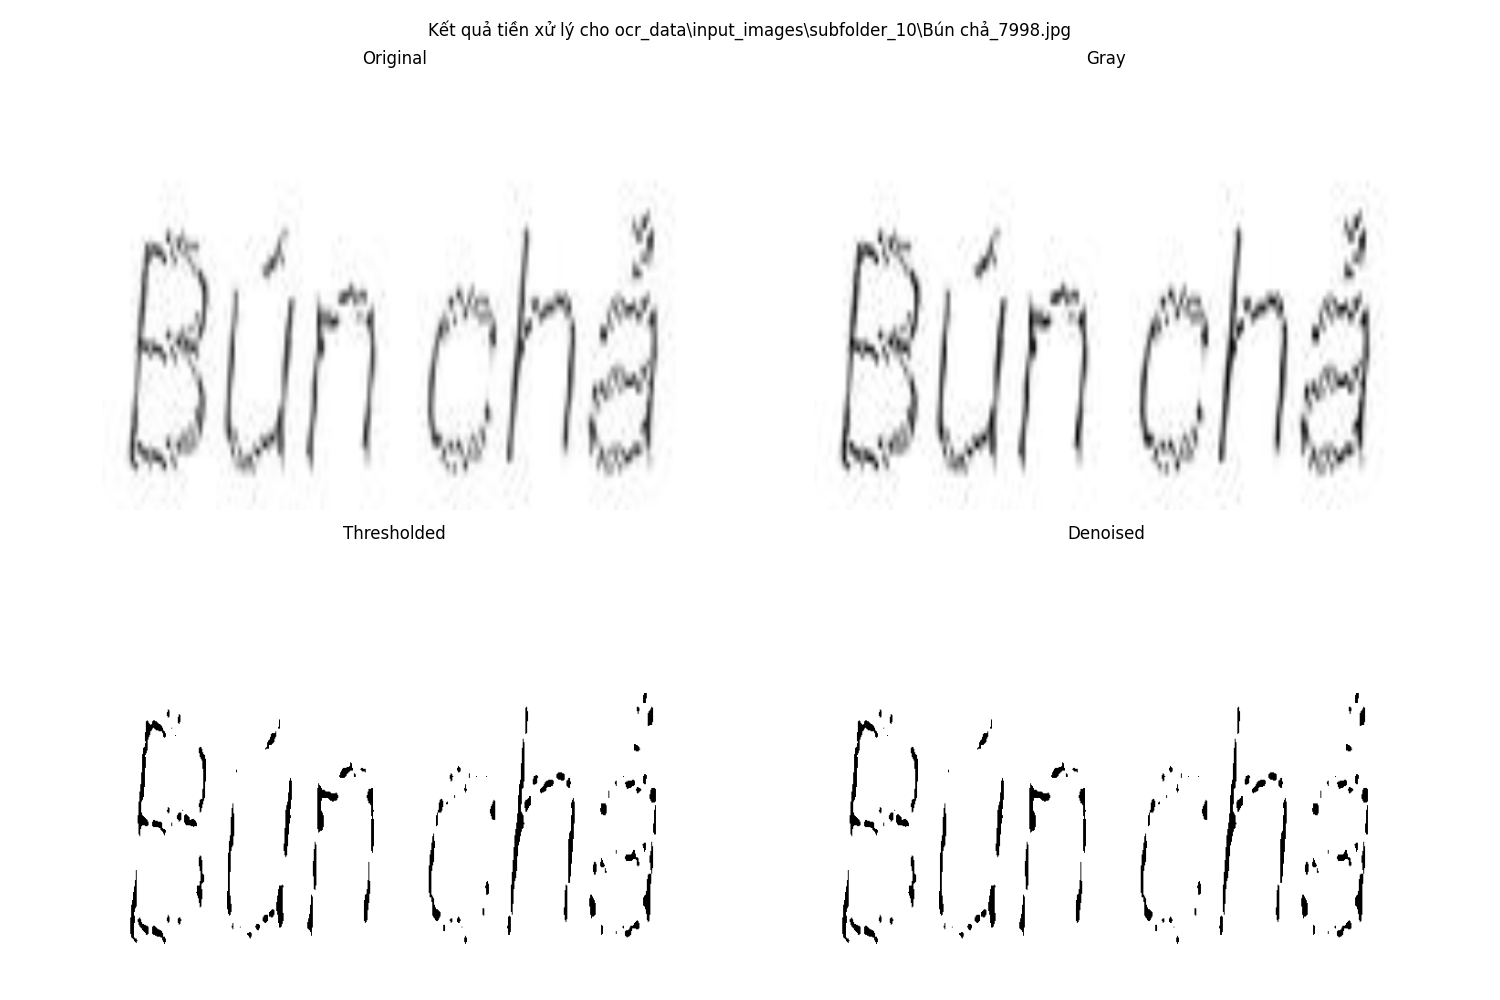 Kết quả tiền xử lý cho ocr_data\input_images\subfolder_10\Bún chả_7998.jpg
Original
Gray
Bún chả
Bún chả
Thresholded
Denoised
Bún chả
Bún chả